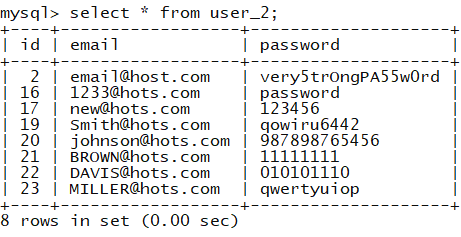 mysql> select * from user_2;
+----+-------------------+--------------------+
| id | email             | password           |
+----+-------------------+--------------------+
|  2 | email@host.com    | very5trOngPA55w0rd |
| 16 | 1233@hots.com     | password           |
| 17 | new@hots.com      | 123456             |
| 19 | Smith@hots.com    | qowiru6442         |
| 20 | johnson@hots.com  | 987898765456       |
| 21 | BROWN@hots.com    | 11111111           |
| 22 | DAVIS@hots.com    | 010101110          |
| 23 | MILLER@hots.com   | qwertyuiop         |
+----+-------------------+--------------------+
8 rows in set (0.00 sec)